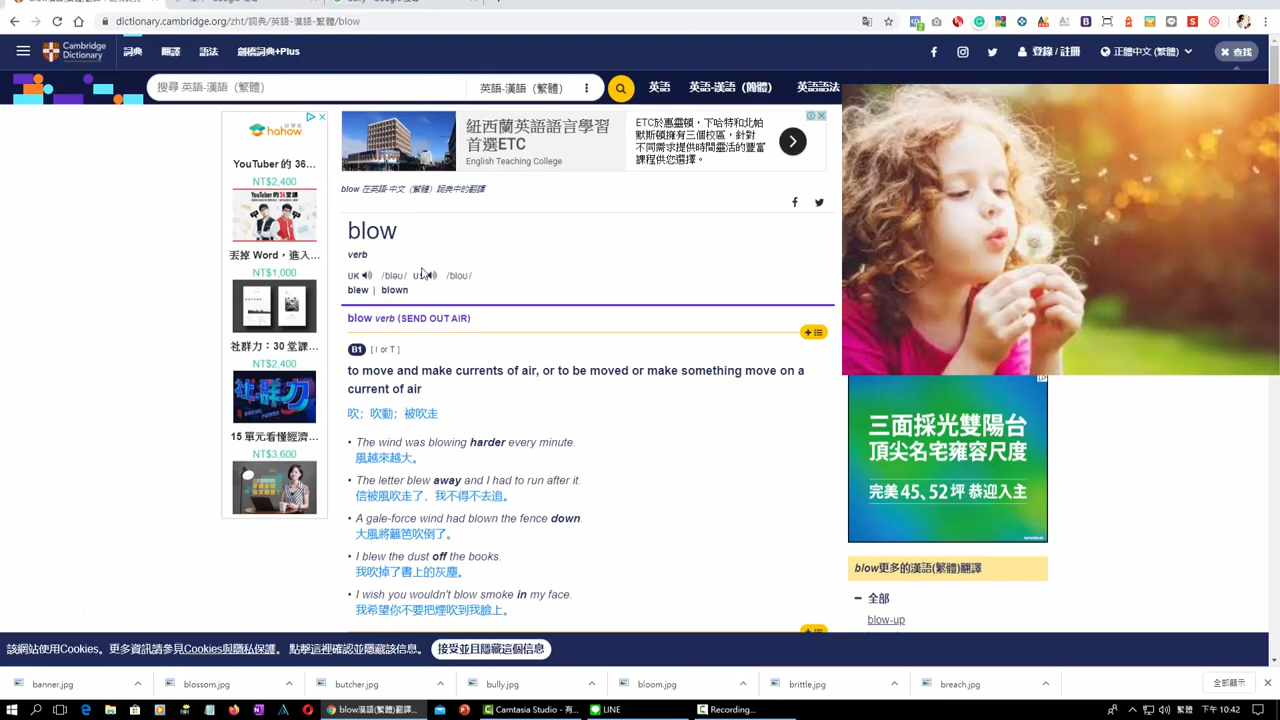 dictionary.cambridge.org/zht/詞典/英語-漢語-繁體/blow
Cambridge
Dictionary
詞典
翻譯
語法
劍橋詞典+Plus
登錄 / 註冊
正體中文 (繁體)
查找
搜尋 英語-漢語（繁體）
英語-漢語（繁體）
英語
英語-漢語（簡體）
英語語法
hahow
YouTuber 的 36...
NT$2,400
YouTuber
的36堂課
丟掉 Word，進入...
NT$1,000
社群力：30 堂課...
NT$2,400
社群力
15 單元看懂經濟...
NT$3,600
紐西蘭英語語言學習
首選ETC
English Teaching College
ETC於惠靈頓，下哈特和北帕
默斯頓擁有三個校區，針對
不同需求提供時間靈活的豐富
課程供您選擇。
blow 在英語-中文（繁體）詞典中的翻譯
blow
verb
UK /bləʊ/ US /bloʊ/
blew | blown
blow verb (SEND OUT AIR)
B1 [ I or T ]
to move and make currents of air, or to be moved or make something move on a
current of air
吹；吹動；被吹走
• The wind was blowing harder every minute.
風越來越大。
• The letter blew away and I had to run after it.
信被風吹走了，我不得不去追。
• A gale-force wind had blown the fence down.
大風將籬笆吹倒了。
• I blew the dust off the books.
我吹掉了書上的灰塵。
• I wish you wouldn't blow smoke in my face.
我希望你不要把煙吹到我臉上。
三面採光雙陽台
頂尖名宅雍容尺度
完美45、52坪 恭迎入主
blow更多的漢語(繁體)翻譯
全部
blow-up
該網站使用Cookies。更多資訊請參見Cookies與隱私保護。 點擊這裡確認並隱藏該信息。
接受並且隱藏這個信息
banner.jpg
blossom.jpg
butcher.jpg
bully.jpg
bloom.jpg
brittle.jpg
breach.jpg
全部顯示
blow漢語(繁體)翻譯...
Camtasia Studio - 有...
LINE
Recording...
下午 10:42